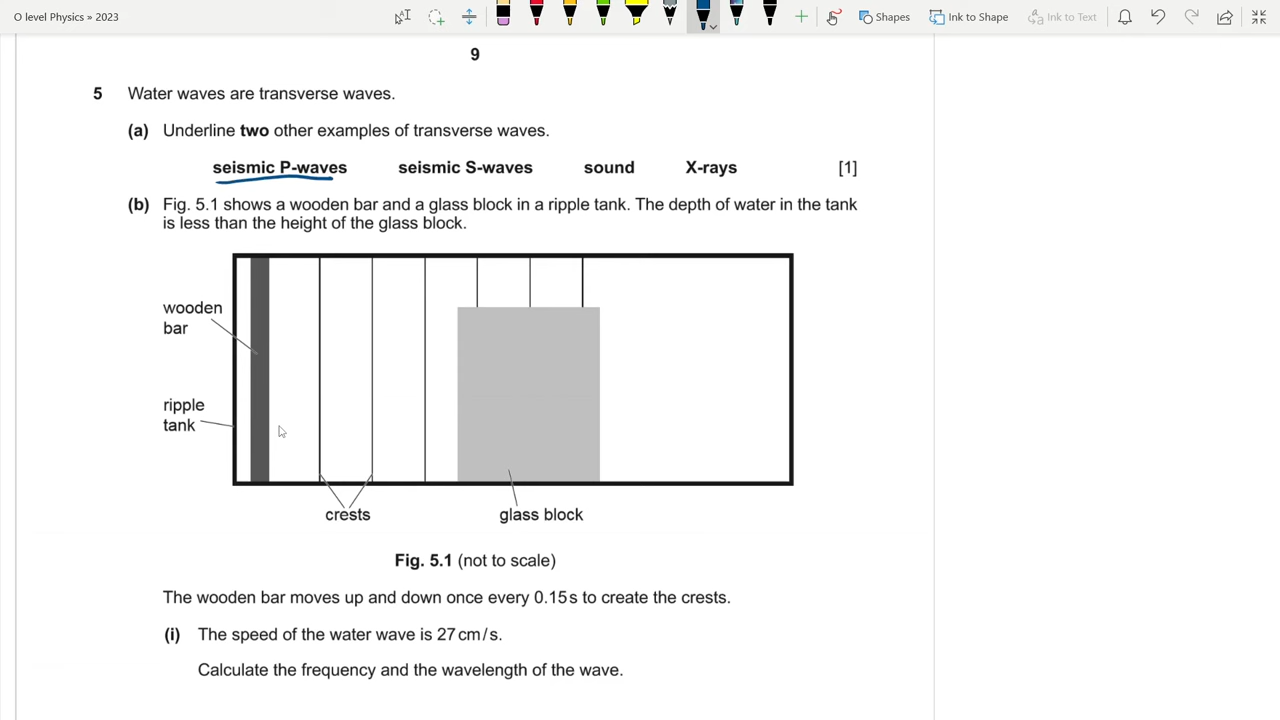 O level Physics » 2023
Shapes
Ink to Shape
Ink to Text
9
5 Water waves are transverse waves.
(a) Underline two other examples of transverse waves.
seismic P-waves seismic S-waves sound X-rays [1]
(b) Fig. 5.1 shows a wooden bar and a glass block in a ripple tank. The depth of water in the tank
is less than the height of the glass block.
wooden
bar
ripple
tank
crests
glass block
Fig. 5.1 (not to scale)
The wooden bar moves up and down once every 0.15 s to create the crests.
(i) The speed of the water wave is 27 cm/s.
Calculate the frequency and the wavelength of the wave.